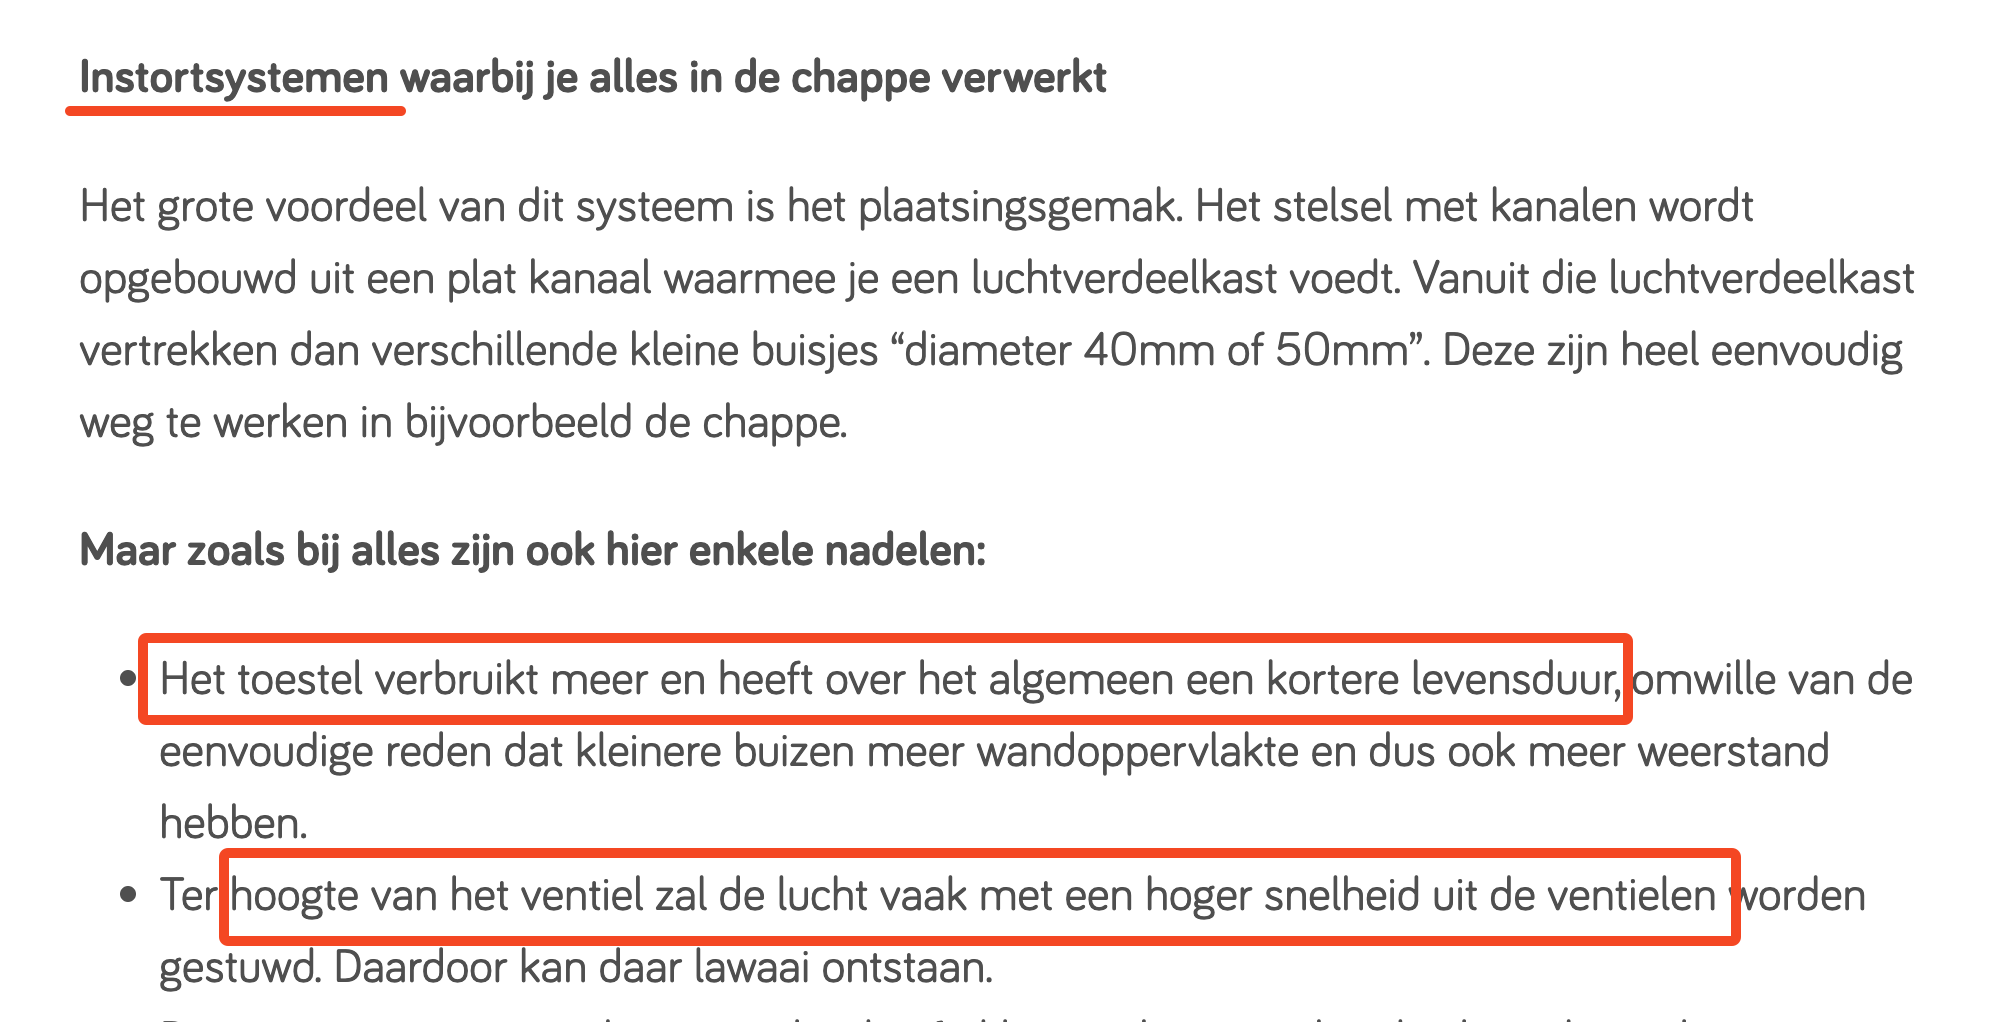 Instortsystemen waarbij je alles in de chappe verwerkt
Het grote voordeel van dit systeem is het plaatsingsgemak. Het stelsel met kanalen wordt
opgebouwd uit een plat kanaal waarmee je een luchtverdeelkast voedt. Vanuit die luchtverdeelkast
vertrekken dan verschillende kleine buisjes “diameter 40mm of 50mm”. Deze zijn heel eenvoudig
weg te werken in bijvoorbeeld de chappe.
Maar zoals bij alles zijn ook hier enkele nadelen:
• Het toestel verbruikt meer en heeft over het algemeen een kortere levensduur, omwille van de
eenvoudige reden dat kleinere buizen meer wandoppervlakte en dus ook meer weerstand
hebben.
• Ter hoogte van het ventiel zal de lucht vaak met een hoger snelheid uit de ventielen worden
gestuwd. Daardoor kan daar lawaai ontstaan.